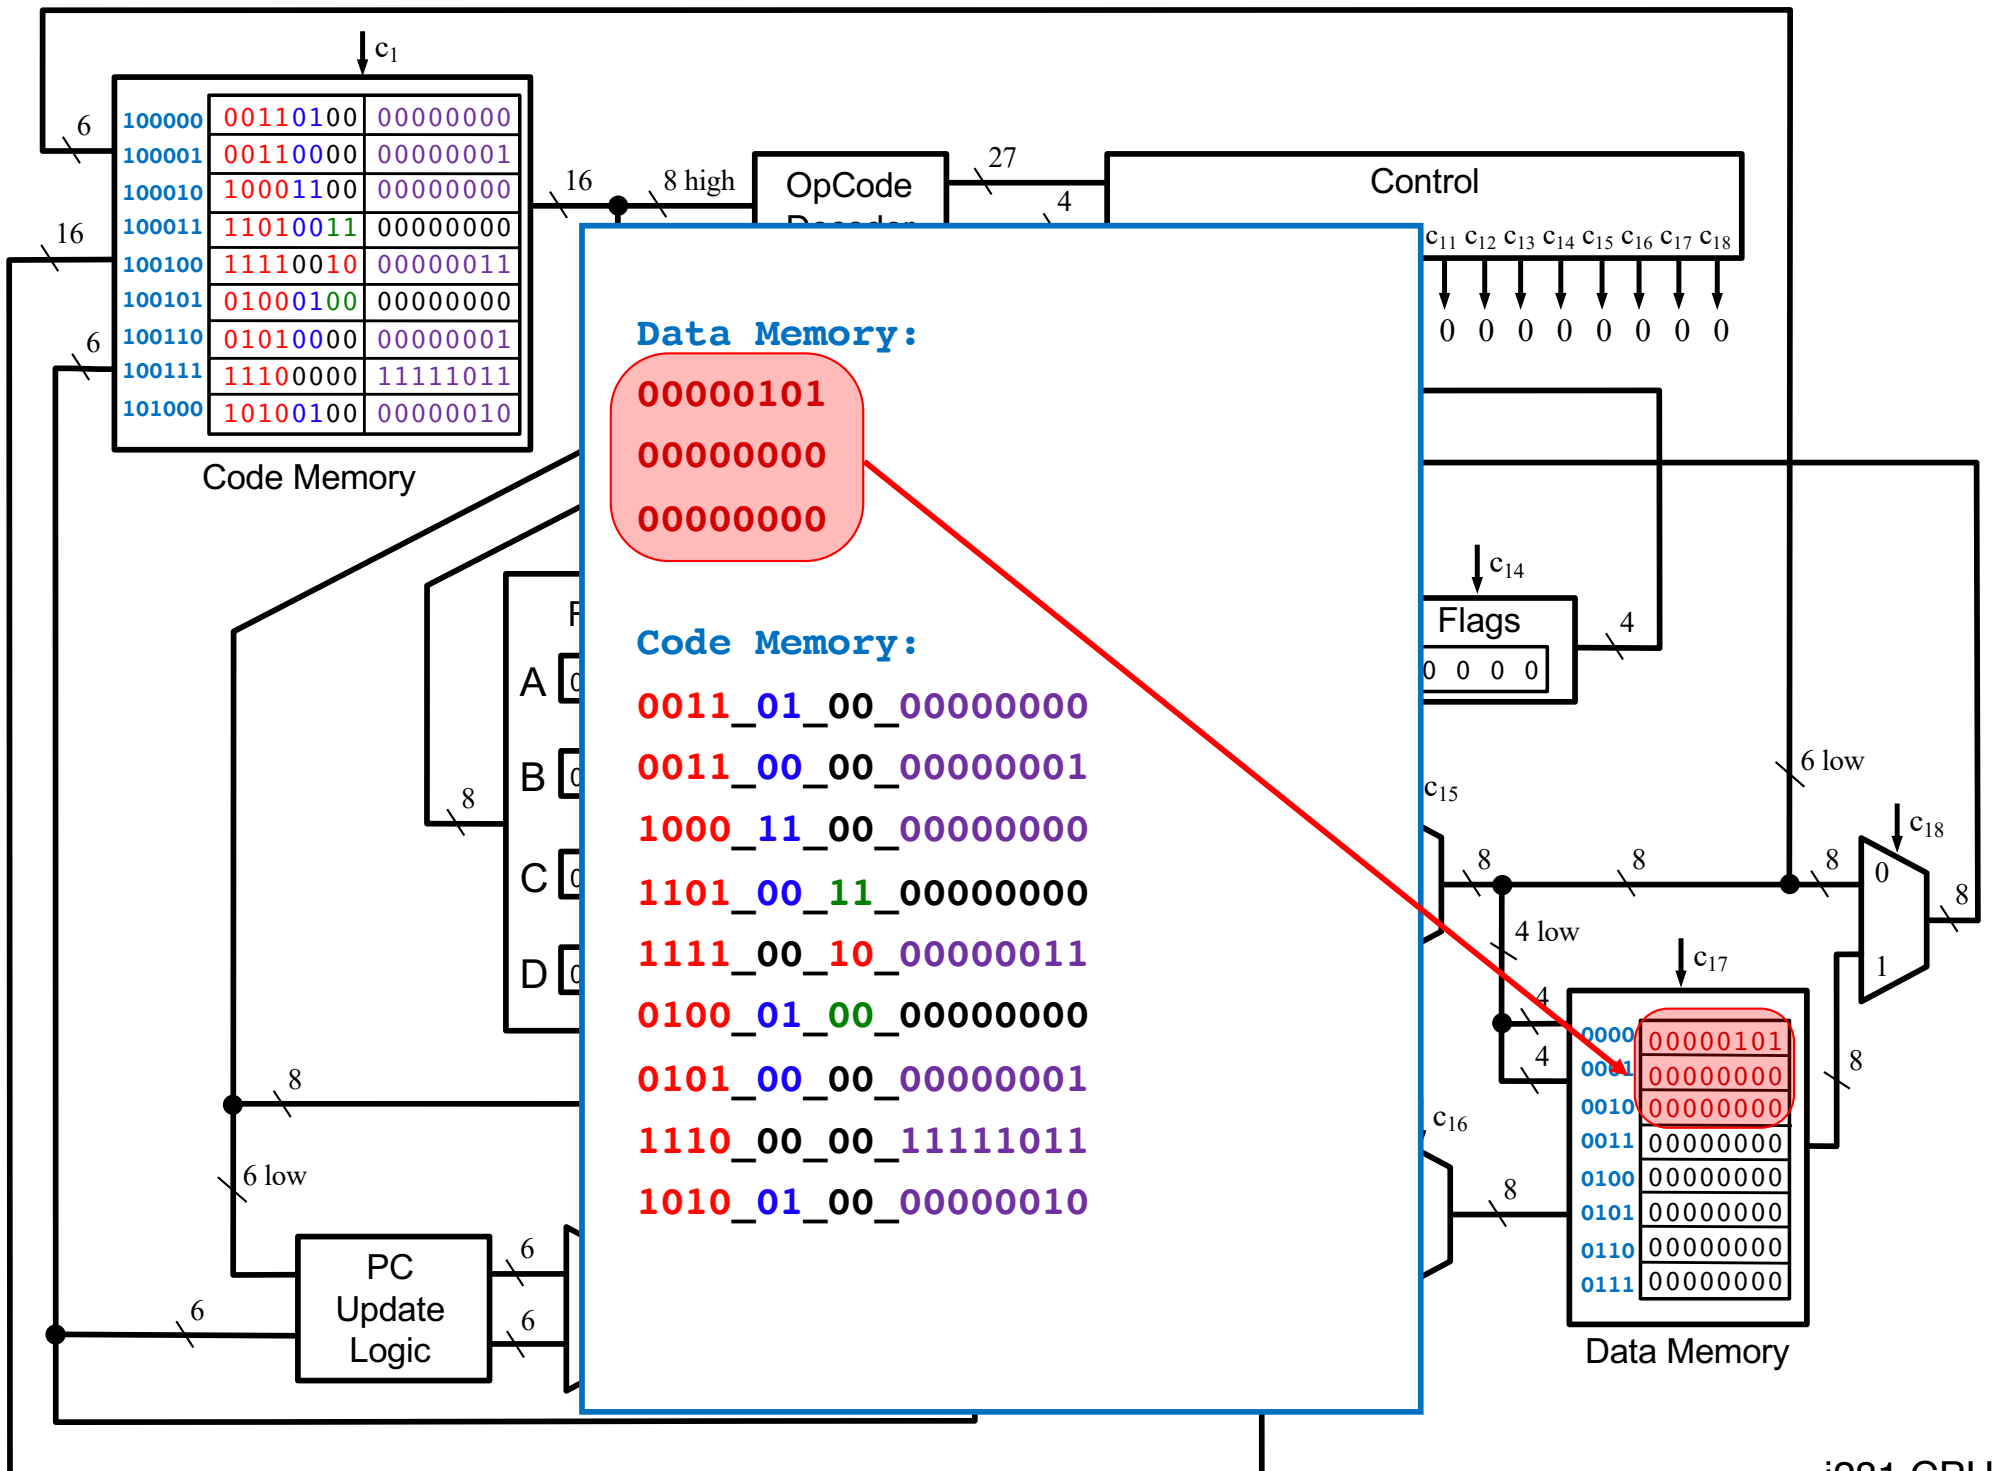 c1
6
100000 00110100 00000000
100001 00110000 00000001
100010 10001100 00000000
100011 11010011 00000000
100100 11110010 00000011
100101 01000100 00000000
100110 01010000 00000001
100111 11100000 11111011
101000 10100100 00000010
16
6
Code Memory
16
8 high
OpCode
27
4
Control
c11 c12 c13 c14 c15 c16 c17 c18
0 0 0 0 0 0 0 0
Data Memory:
00000101
00000000
00000000
Code Memory:
0011_01_00_00000000
0011_00_00_00000001
1000_11_00_00000000
1101_00_11_00000000
1111_00_10_00000011
0100_01_00_00000000
0101_00_00_00000001
1110_00_00_11111011
1010_01_00_00000010
A
B
C
D
8
8
6 low
6
PC
Update
Logic
6
6
c14
Flags
0 0 0 0
4
6 low
c15
8
8
8
c18
0
1
8
4 low
4
4
c17
0000 00000101
0001 00000000
0010 00000000
0011 00000000
0100 00000000
0101 00000000
0110 00000000
0111 00000000
8
c16
8
Data Memory